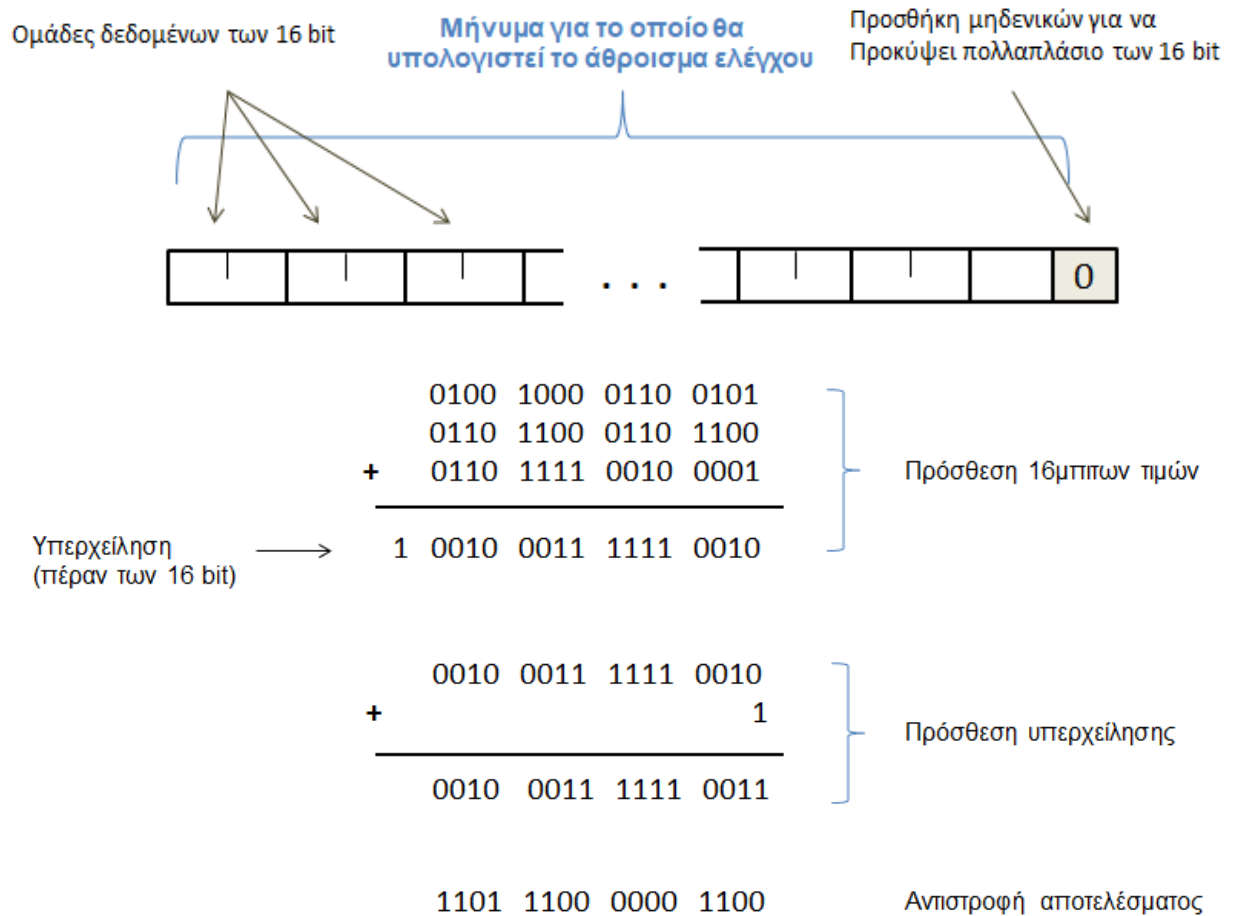 Ομάδες δεδομένων των 16 bit
Μήνυμα για το οποίο θα
υπολογιστεί το άθροισμα ελέγχου
Προσθήκη μηδενικών για να
Προκύψει πολλαπλάσιο των 16 bit
. . .
0
0100 1000 0110 0101
0110 1100 0110 1100
+ 0110 1111 0010 0001
Πρόσθεση 16μπιτων τιμών
Υπερχείληση
(πέραν των 16 bit)
1 0010 0011 1111 0010
0010 0011 1111 0010
+ 1
Πρόσθεση υπερχείλησης
0010 0011 1111 0011
1101 1100 0000 1100
Αντιστροφή αποτελέσματος